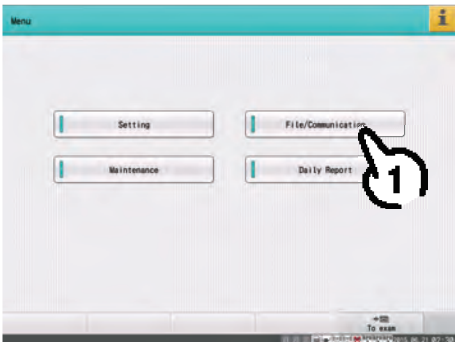 Menu
i
Setting
File/Communication
Maintenance
Daily Report
1
To exam